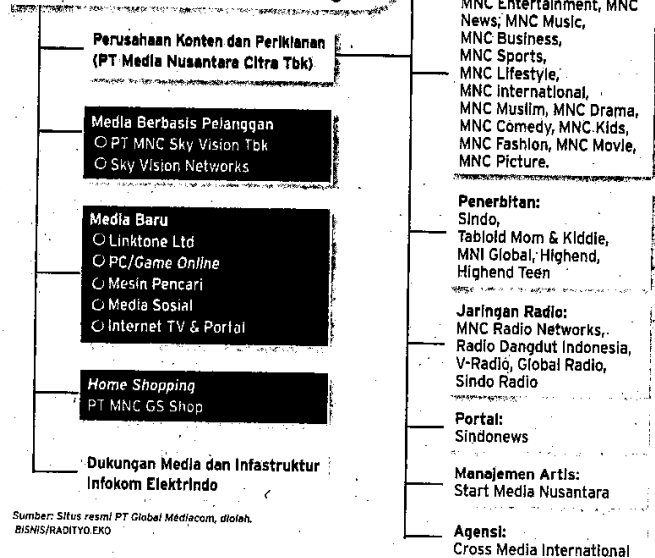 Perusahaan Konten dan Periklanan
(PT Media Nusantara Citra Tbk)
Media Berbasis Pelanggan
PT MNC Sky Vision Tbk
Sky Vision Networks
Media Baru
Linktone Ltd
PC/Game Online
Mesin Pencari
Media Sosial
Internet TV & Portal
Home Shopping
PT MNC GS Shop
Dukungan Media dan Infastruktur
Infokom Elektrindo
Sumber: Situs resmi PT Global Mediacom, diolah.
BISNIS/RADITYO.EKO
MNC Entertainment, MNC
News, MNC Music,
MNC Business,
MNC Sports,
MNC Lifestyle,
MNC International,
MNC Muslim, MNC Drama,
MNC Comedy, MNC Kids,
MNC Fashion, MNC Movie,
MNC Picture.
Penerbitan:
Sindo,
Tabloid Mom & Kiddie,
MNI Global, Highend,
Highend Teen
Jaringan Radio:
MNC Radio Networks,
Radio Dangdut Indonesia,
V-Radio, Global Radio,
Sindo Radio
Portal:
Sindonews
Manajemen Artis:
Start Media Nusantara
Agensi:
Cross Media International